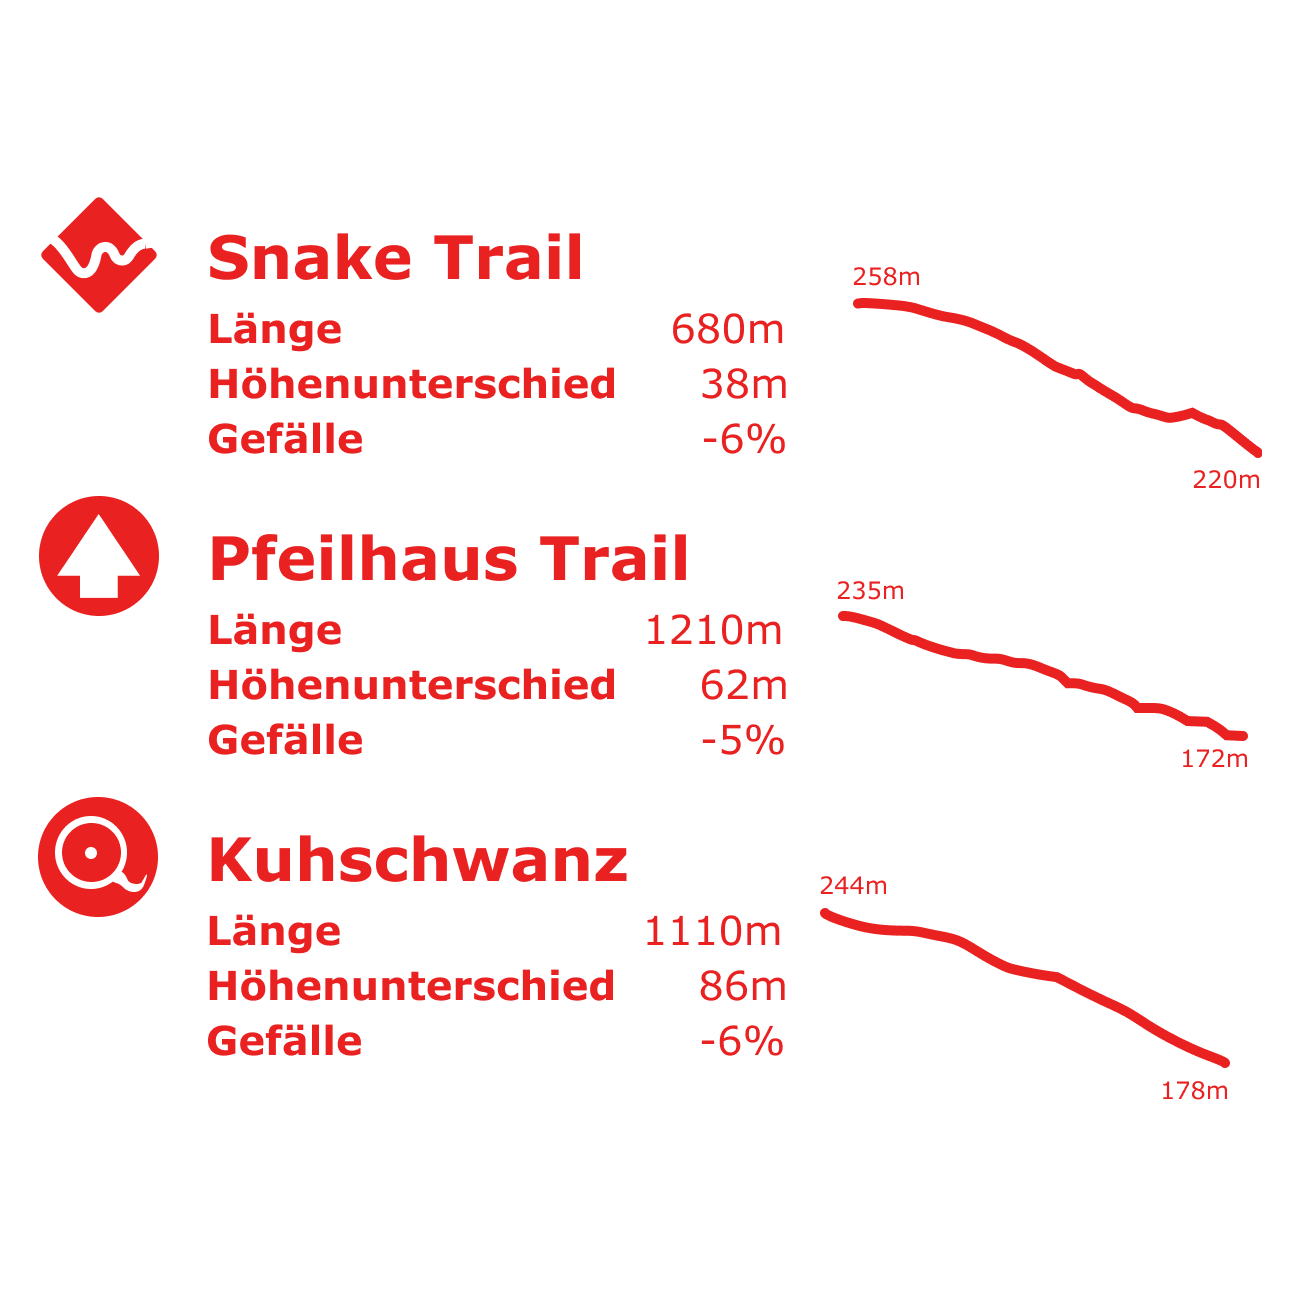 Snake Trail
258m
Länge 680m
Höhenunterschied 38m
Gefälle -6%
220m
Pfeilhaus Trail
235m
Länge 1210m
Höhenunterschied 62m
Gefälle -5%
172m
Kuhschwanz
244m
Länge 1110m
Höhenunterschied 86m
Gefälle -6%
178m